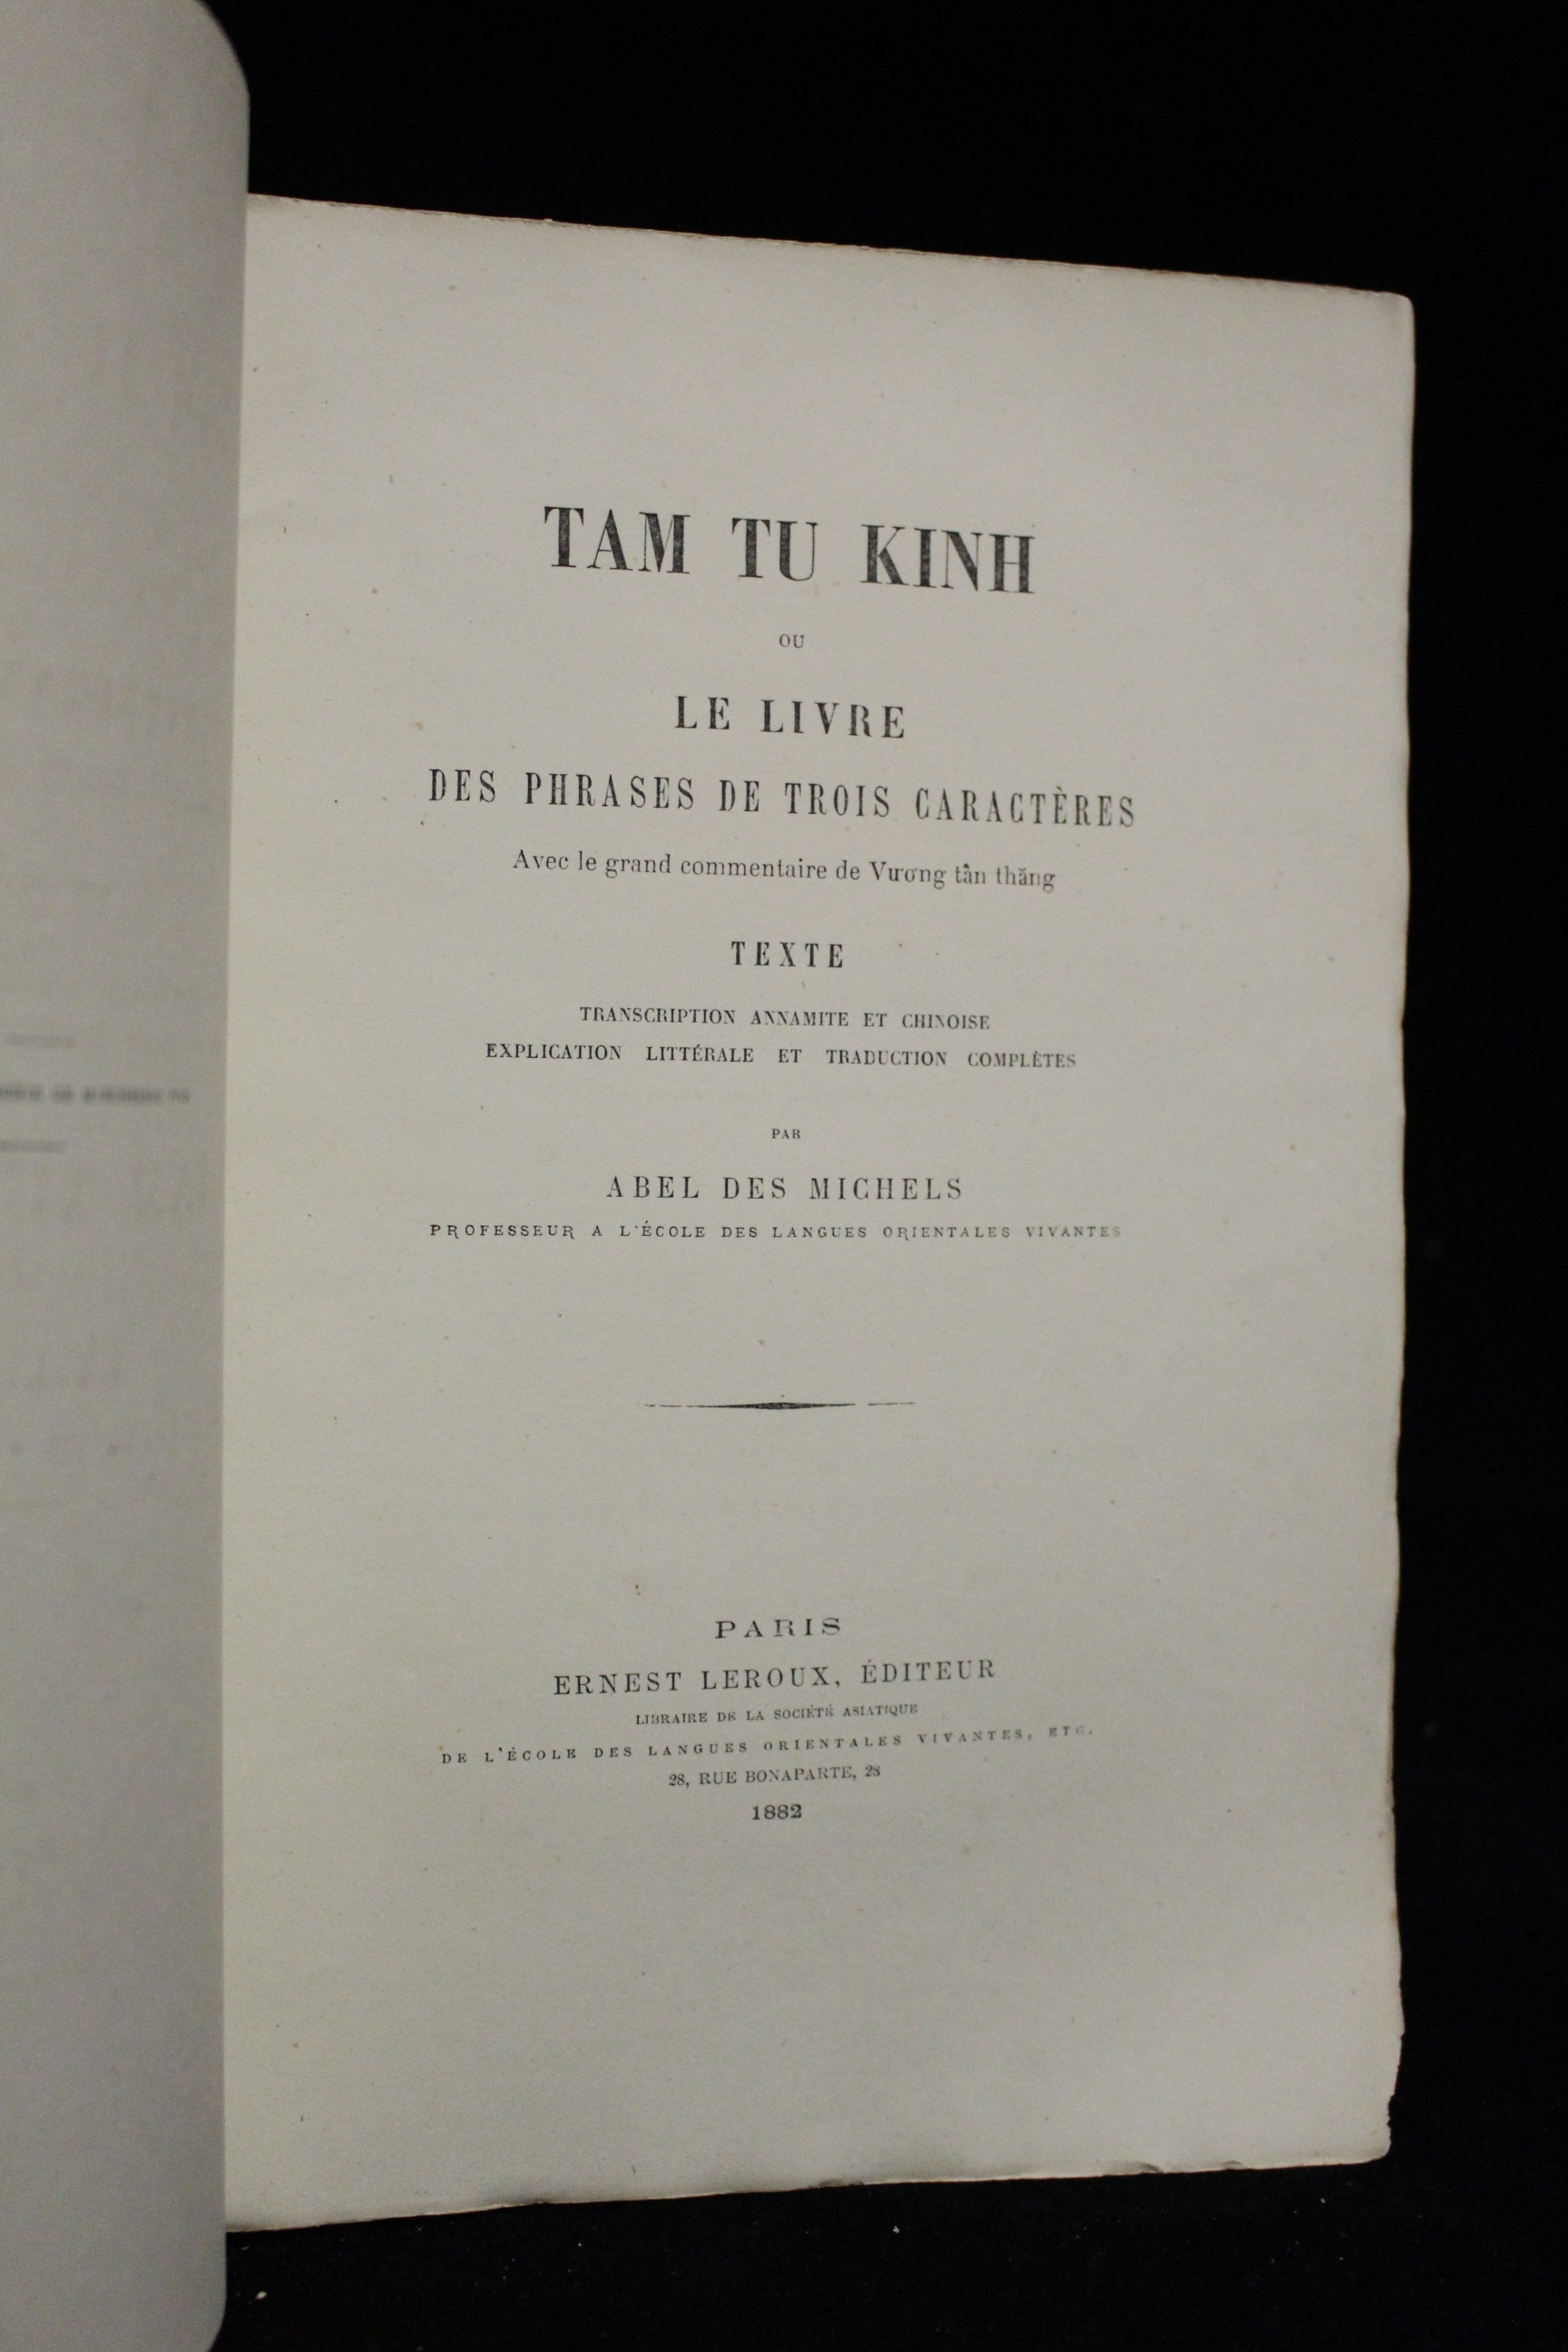 TAM TU KINH
OU
LE LIVRE
DES PHRASES DE TROIS CARACTÈRES
Avec le grand commentaire de Vương tân thăng
TEXTE
TRANSCRIPTION ANNAMITE ET CHINOISE
EXPLICATION LITTÉRALE ET TRADUCTION COMPLÈTES
PAR
ABEL DES MICHELS
PROFESSEUR A L'ÉCOLE DES LANGUES ORIENTALES VIVANTES
PARIS
ERNEST LEROUX, ÉDITEUR
LIBRAIRE DE LA SOCIÉTÉ ASIATIQUE
DE L'ÉCOLE DES LANGUES ORIENTALES VIVANTES, ETC.
28, RUE BONAPARTE, 28
1882